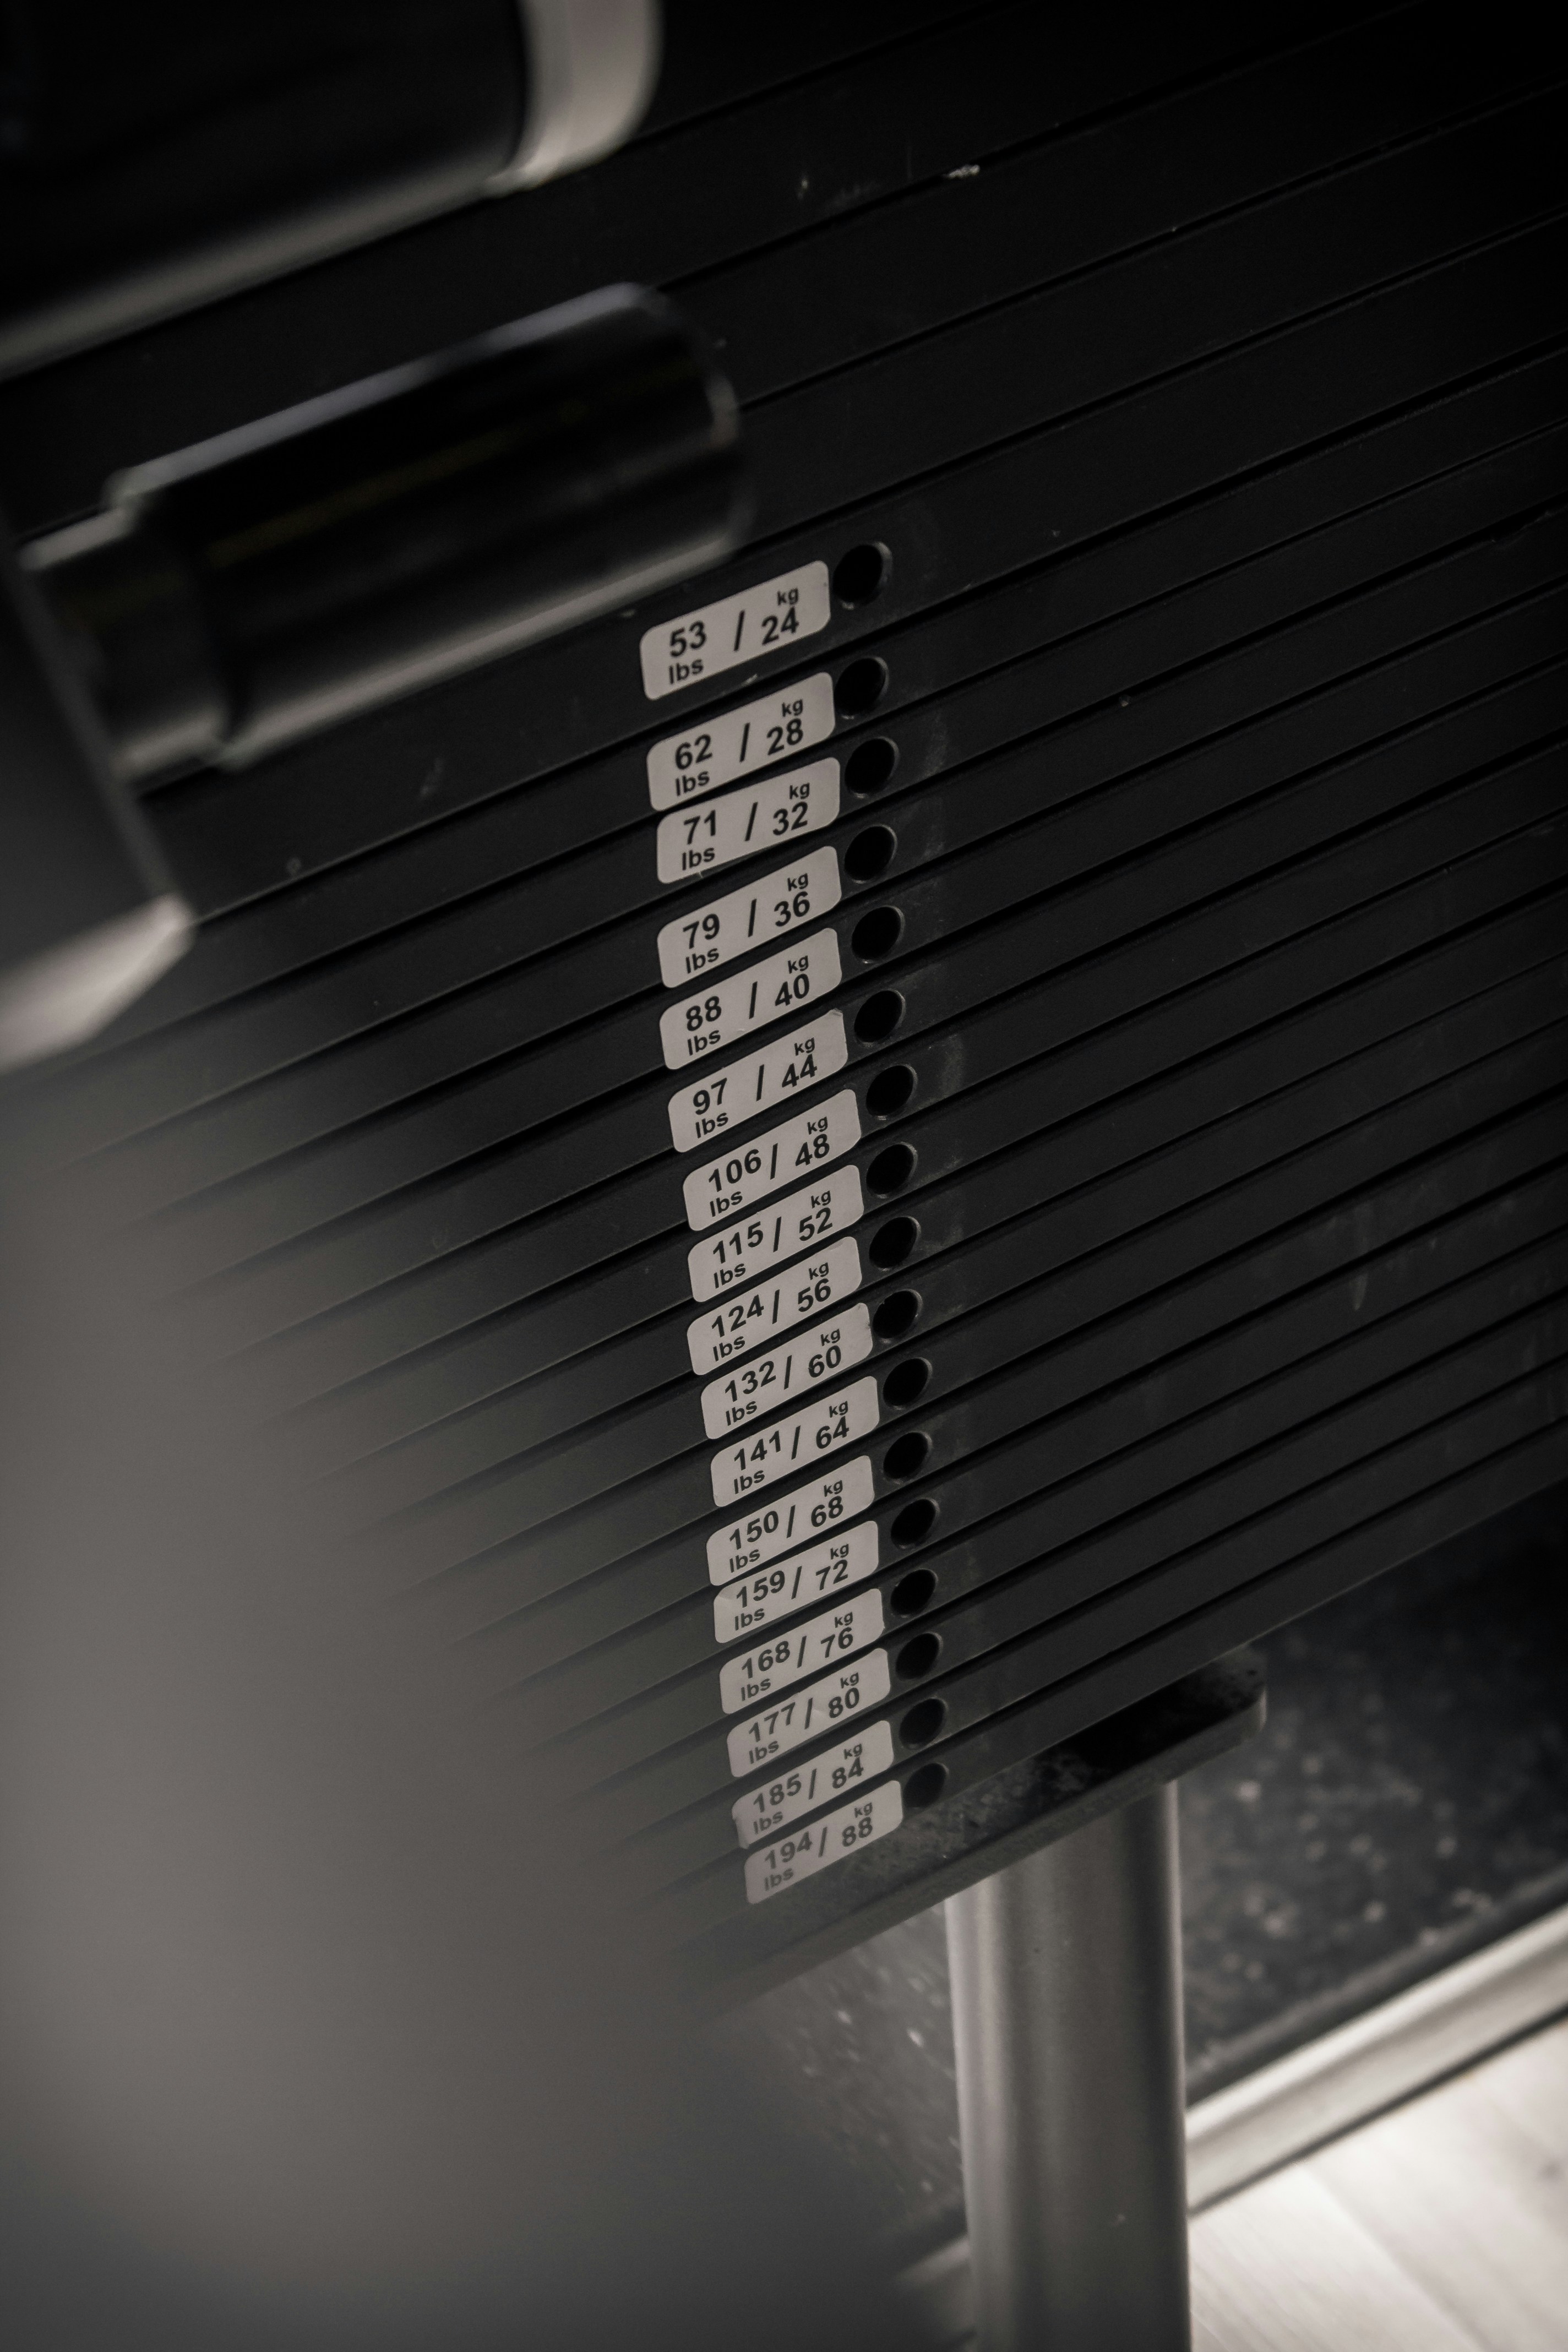 kg
53 / 24
lbs
kg
62 / 28
lbs
kg
71 / 32
lbs
kg
79 / 36
lbs
kg
88 / 40
lbs
kg
97 / 44
lbs
kg
106 / 48
lbs
kg
115 / 52
lbs
kg
124 / 56
lbs
kg
132 / 60
lbs
kg
141 / 64
lbs
kg
150 / 68
lbs
kg
159 / 72
lbs
kg
168 / 76
lbs
kg
177 / 80
lbs
kg
185 / 84
lbs
kg
194 / 88
lbs